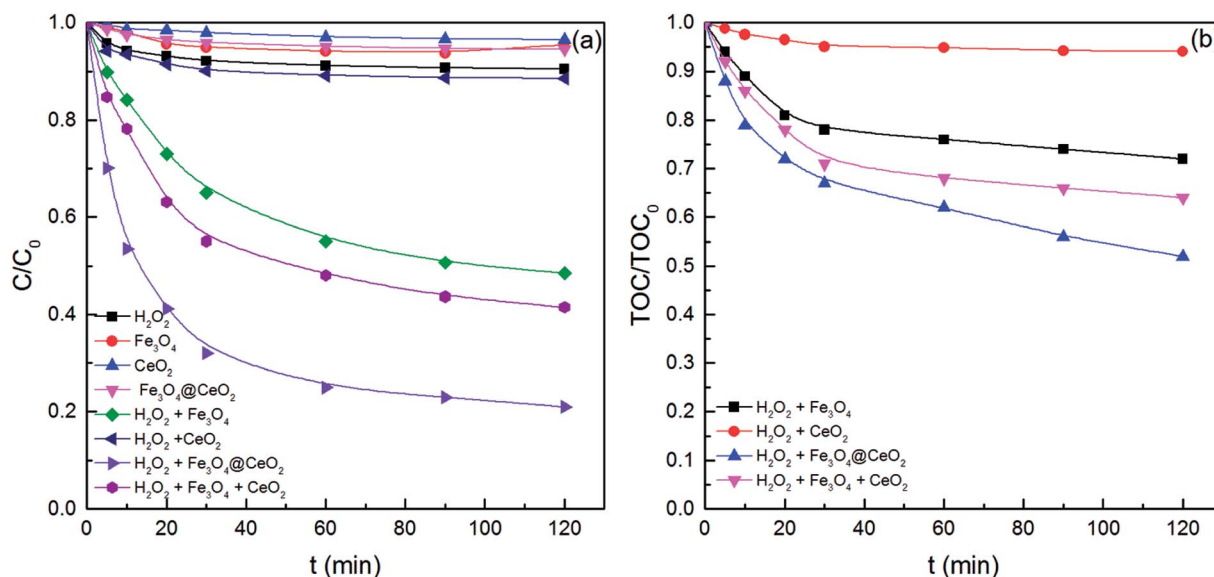 (a)
C/C₀
1.0
0.8
0.6
0.4
0.2
0.0
H₂O₂
Fe₃O₄
CeO₂
Fe₃O₄@CeO₂
H₂O₂ + Fe₃O₄
H₂O₂ +CeO₂
H₂O₂ + Fe₃O₄@CeO₂
H₂O₂ + Fe₃O₄ + CeO₂
0 20 40 60 80 100 120
t (min)
(b)
TOC/TOC₀
1.0
0.9
0.8
0.7
0.6
0.5
0.4
0.3
0.2
0.1
0.0
H₂O₂ + Fe₃O₄
H₂O₂ + CeO₂
H₂O₂ + Fe₃O₄@CeO₂
H₂O₂ + Fe₃O₄ + CeO₂
0 20 40 60 80 100 120
t (min)